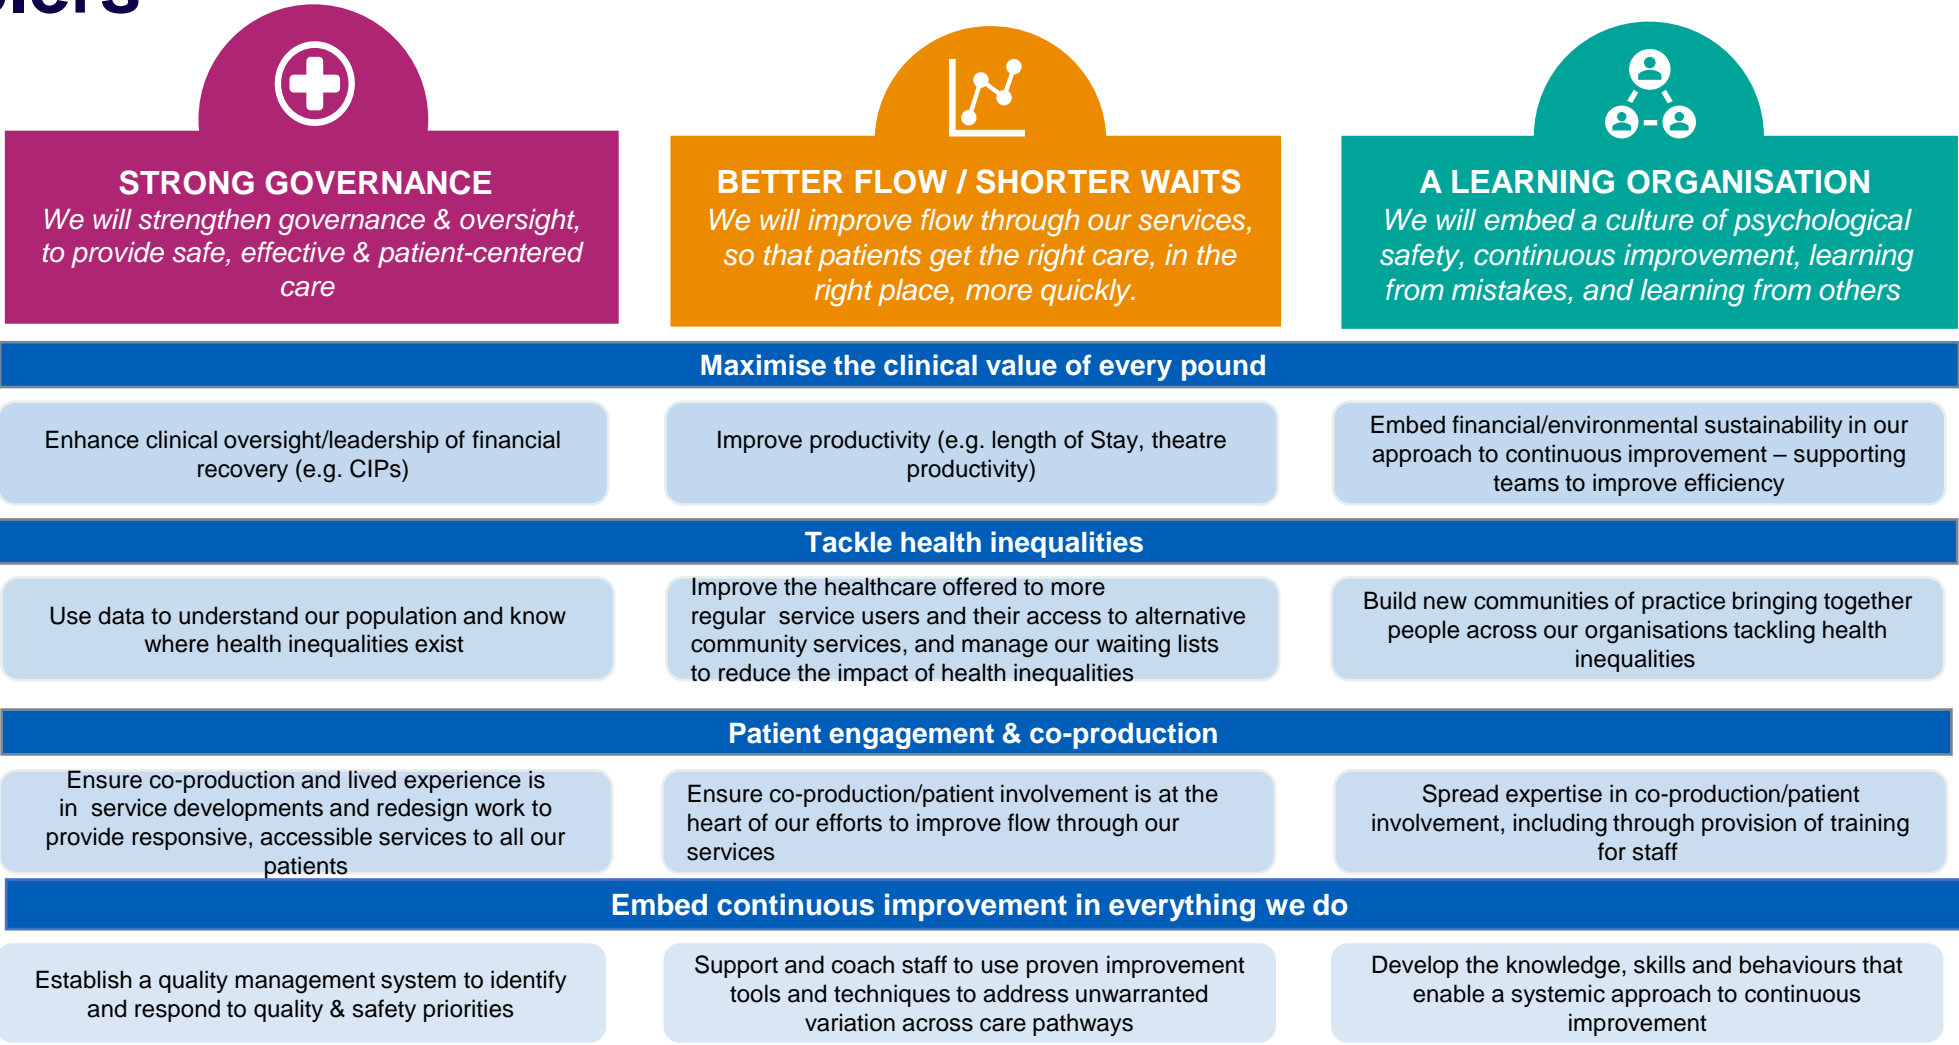 STRONG GOVERNANCE
We will strengthen governance & oversight,
to provide safe, effective & patient-centered
care
BETTER FLOW / SHORTER WAITS
We will improve flow through our services,
so that patients get the right care, in the
right place, more quickly.
A LEARNING ORGANISATION
We will embed a culture of psychological
safety, continuous improvement, learning
from mistakes, and learning from others
Maximise the clinical value of every pound
Enhance clinical oversight/leadership of financial
recovery (e.g. CIPs)
Improve productivity (e.g. length of Stay, theatre
productivity)
Embed financial/environmental sustainability in our
approach to continuous improvement – supporting
teams to improve efficiency
Tackle health inequalities
Use data to understand our population and know
where health inequalities exist
Improve the healthcare offered to more
regular  service users and their access to alternative
community services, and manage our waiting lists
to reduce the impact of health inequalities
Build new communities of practice bringing together
people across our organisations tackling health
inequalities
Patient engagement & co-production
Ensure co-production and lived experience is
in  service developments and redesign work to
provide responsive, accessible services to all our
patients
Ensure co-production/patient involvement is at the
heart of our efforts to improve flow through our
services
Spread expertise in co-production/patient
involvement, including through provision of training
for staff
Embed continuous improvement in everything we do
Establish a quality management system to identify
and respond to quality & safety priorities
Support and coach staff to use proven improvement
tools and techniques to address unwarranted
variation across care pathways
Develop the knowledge, skills and behaviours that
enable a systemic approach to continuous
improvement